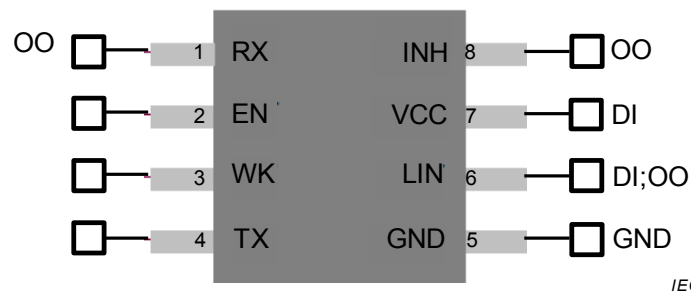 OO 1 RX INH 8 OO
2 EN VCC 7 DI
3 WK LIN 6 DI;OO
4 TX GND 5 GND